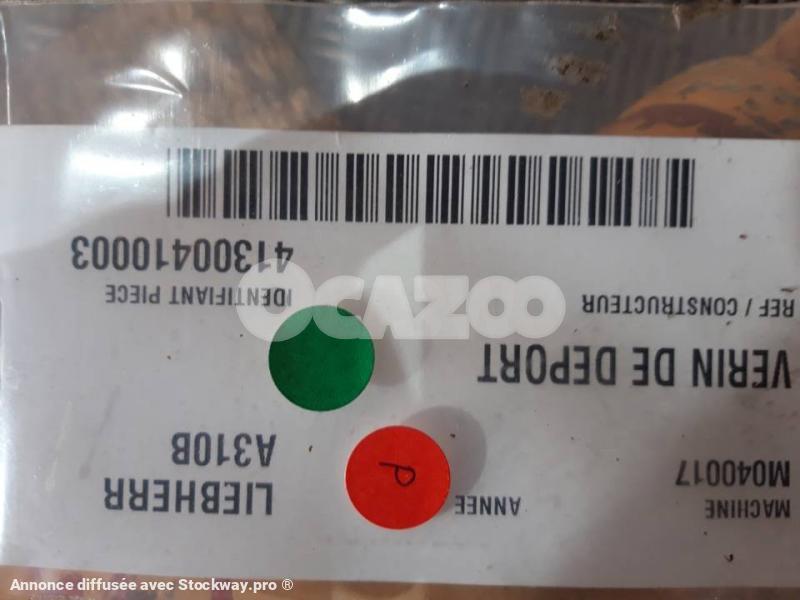 MACHINE ANNEE LIEBHERR
M040017 A310B
VERIN DE DEPORT
REF / CONSTRUCTEUR IDENTIFIANT PIECE
41300410003
P
OCAZOO
Annonce diffusée avec Stockway.pro ®